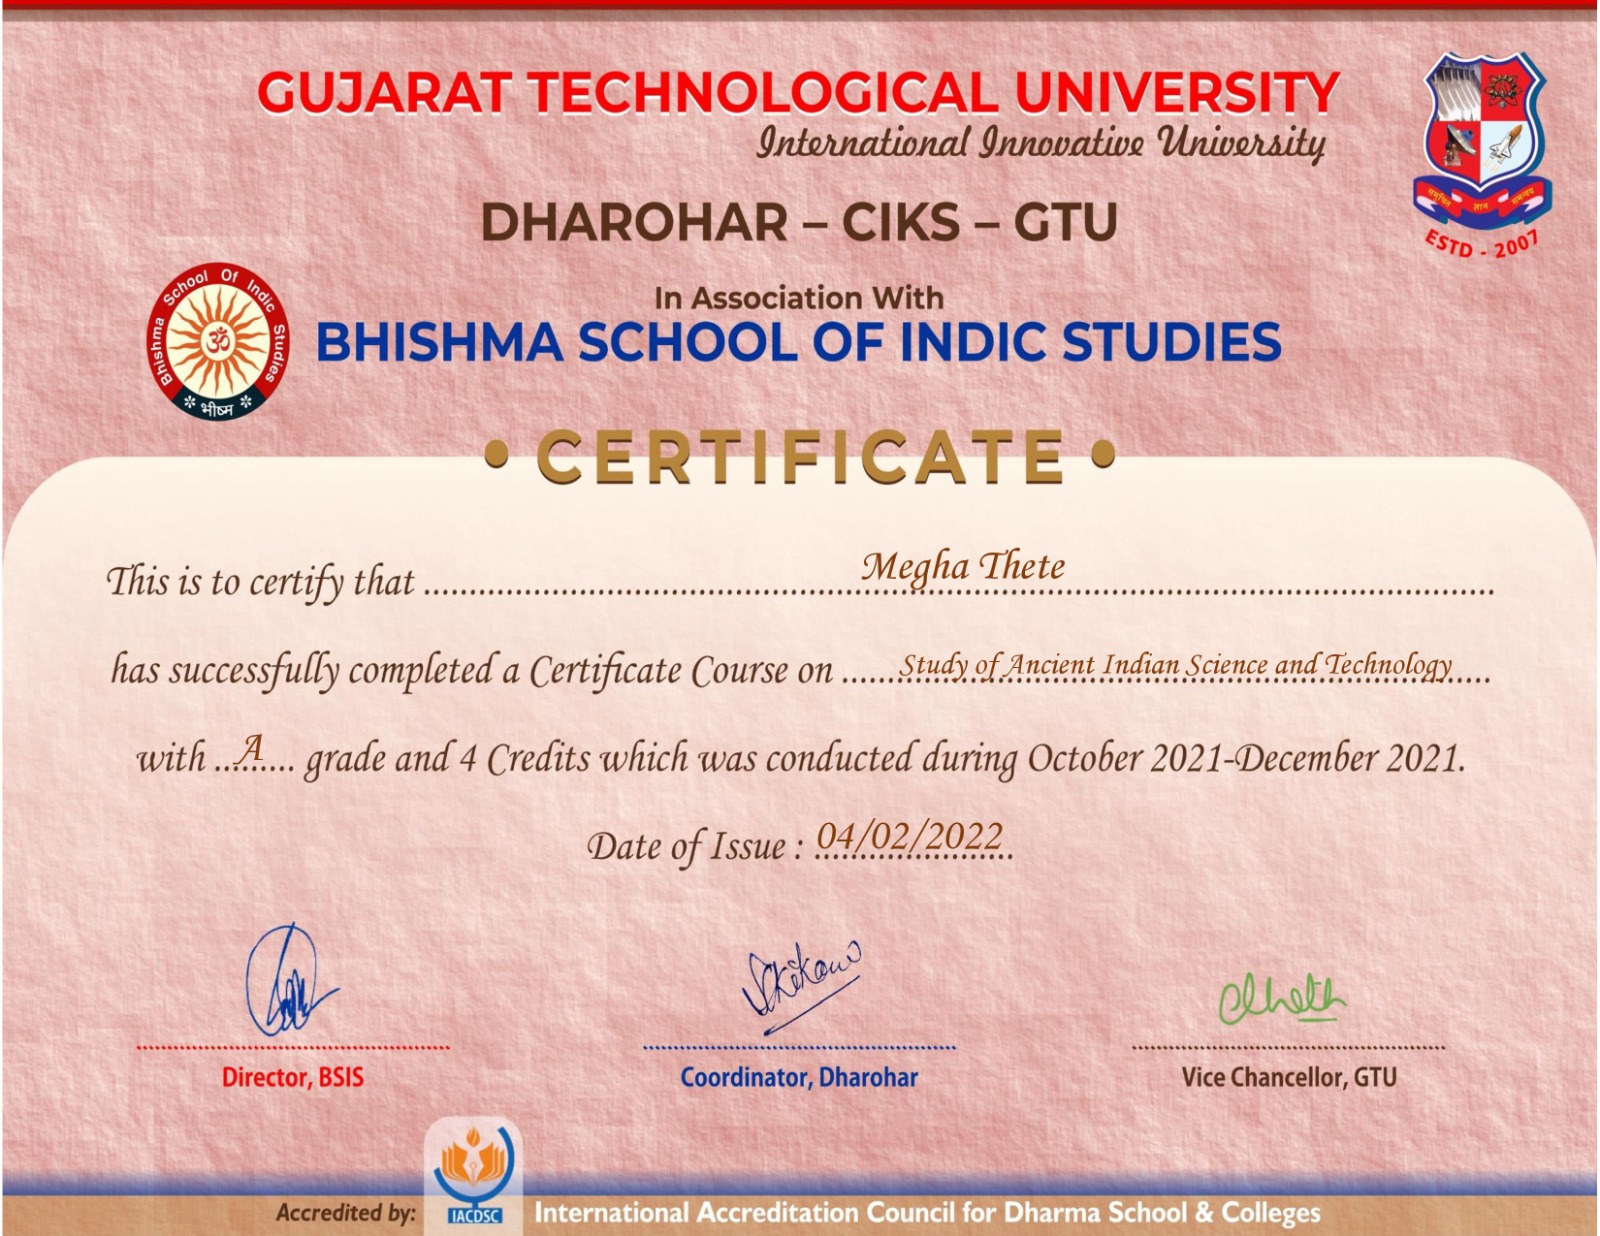 GUJARAT TECHNOLOGICAL UNIVERSITY
International Innovative University
DHAROHAR – CIKS – GTU
In Association With
BHISHMA SCHOOL OF INDIC STUDIES
Bhishma School Of Indic Studies
* भीष्म *
ESTD - 2007
• CERTIFICATE •
This is to certify that Megha Thete
has successfully completed a Certificate Course on Study of Ancient Indian Science and Technology
with A grade and 4 Credits which was conducted during October 2021-December 2021.
Date of Issue : 04/02/2022
Director, BSIS
Coordinator, Dharohar
Vice Chancellor, GTU
Accredited by: IACDSC International Accreditation Council for Dharma School & Colleges